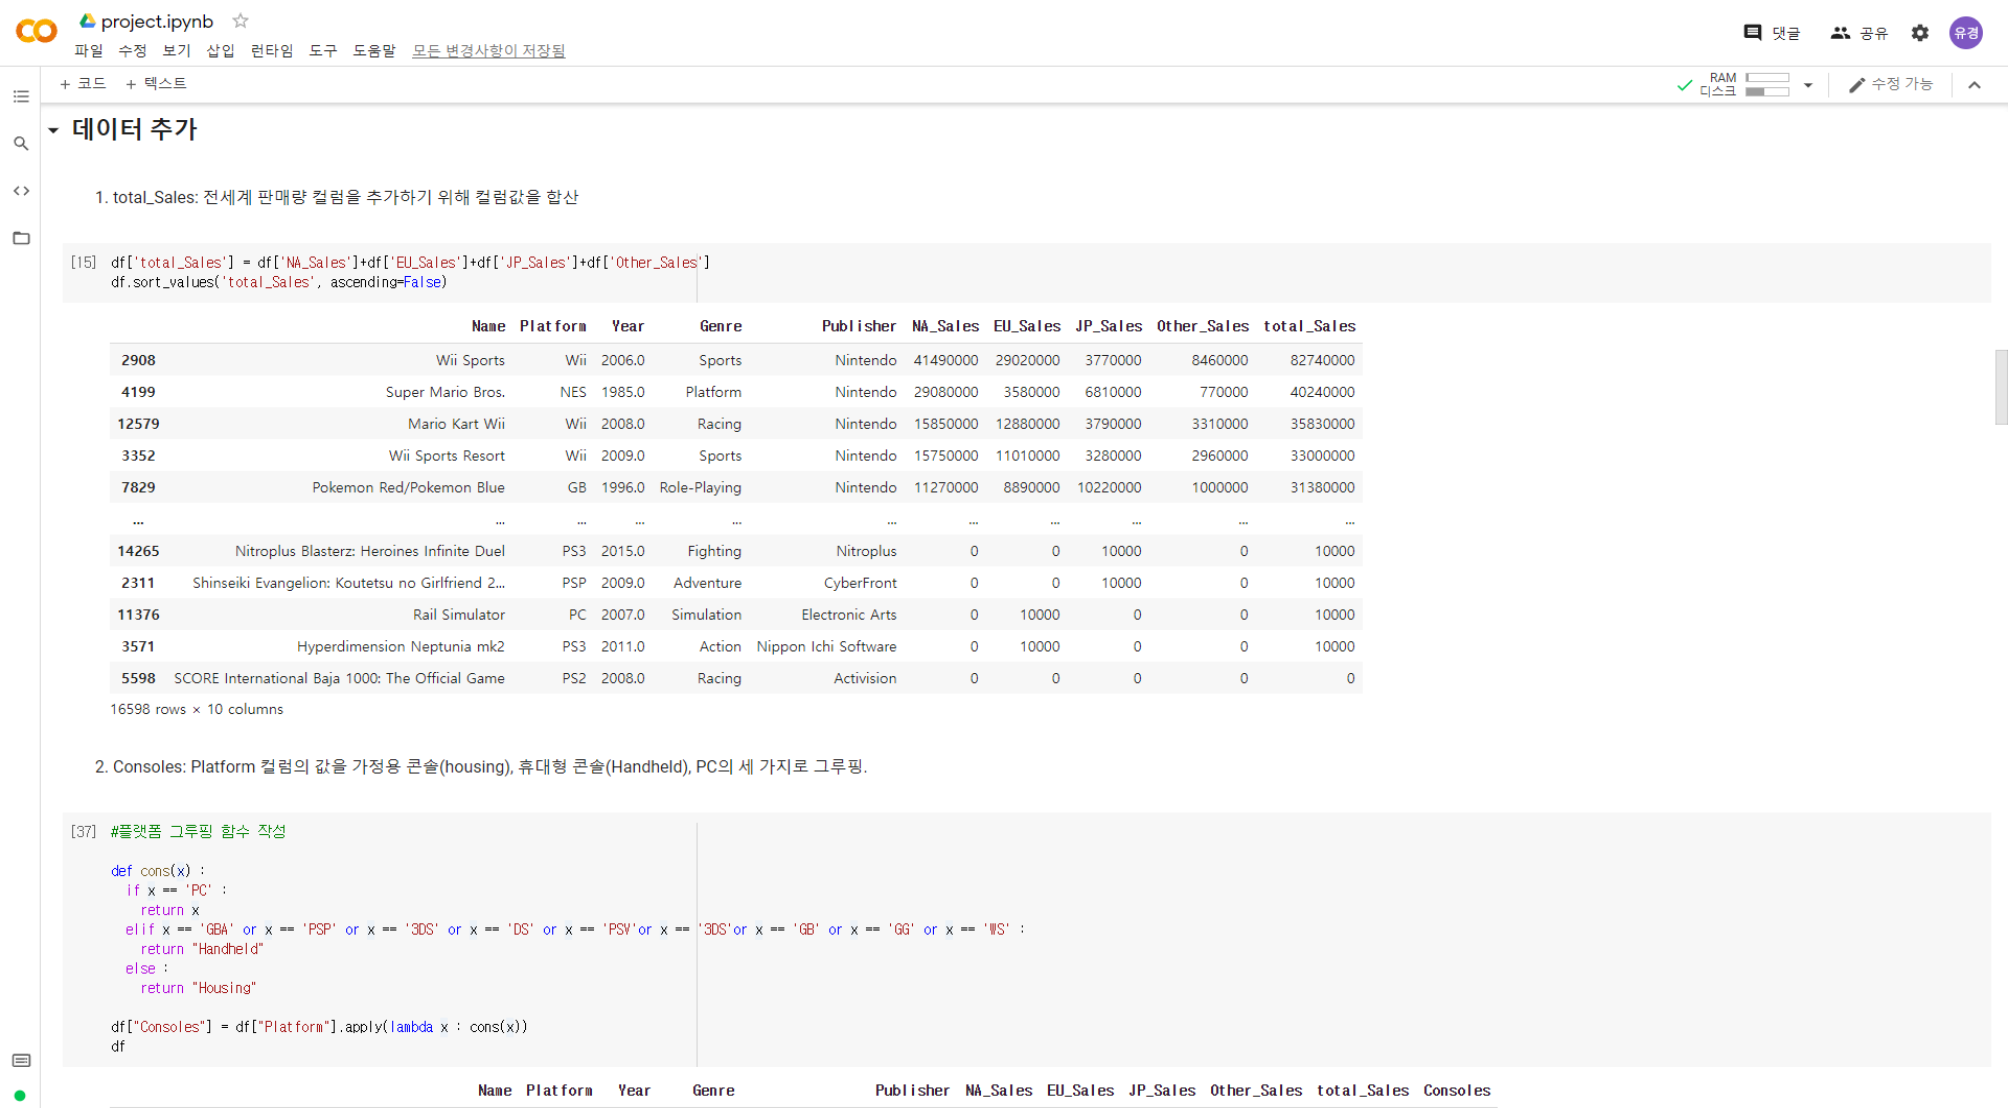 project.ipynb
파일 수정 보기 삽입 런타임 도구 도움말 모든 변경사항이 저장됨
댓글 공유 유경
+ 코드 + 텍스트
RAM
디스크
수정 가능
데이터 추가
1. total_Sales: 전세계 판매량 컬럼을 추가하기 위해 컬럼값을 합산
[15] df['total_Sales'] = df['NA_Sales']+df['EU_Sales']+df['JP_Sales']+df['Other_Sales']
df.sort_values('total_Sales', ascending=False)
Name Platform Year Genre Publisher NA_Sales EU_Sales JP_Sales Other_Sales total_Sales
2908 Wii Sports Wii 2006.0 Sports Nintendo 41490000 29020000 3770000 8460000 82740000
4199 Super Mario Bros. NES 1985.0 Platform Nintendo 29080000 3580000 6810000 770000 40240000
12579 Mario Kart Wii Wii 2008.0 Racing Nintendo 15850000 12880000 3790000 3310000 35830000
3352 Wii Sports Resort Wii 2009.0 Sports Nintendo 15750000 11010000 3280000 2960000 33000000
7829 Pokemon Red/Pokemon Blue GB 1996.0 Role-Playing Nintendo 11270000 8890000 10220000 1000000 31380000
... ... ... ... ... ... ... ... ... ... ...
14265 Nitroplus Blasterz: Heroines Infinite Duel PS3 2015.0 Fighting Nitroplus 0 0 10000 0 10000
2311 Shinseiki Evangelion: Koutetsu no Girlfriend 2... PSP 2009.0 Adventure CyberFront 0 0 10000 0 10000
11376 Rail Simulator PC 2007.0 Simulation Electronic Arts 0 10000 0 0 10000
3571 Hyperdimension Neptunia mk2 PS3 2011.0 Action Nippon Ichi Software 0 10000 0 0 10000
5598 SCORE International Baja 1000: The Official Game PS2 2008.0 Racing Activision 0 0 0 0 0
16598 rows × 10 columns
2. Consoles: Platform 컬럼의 값을 가정용 콘솔(housing), 휴대형 콘솔(Handheld), PC의 세 가지로 그루핑.
[37] #플랫폼 그루핑 함수 작성
def cons(x) :
if x == 'PC' :
return x
elif x == 'GBA' or x == 'PSP' or x == '3DS' or x == 'DS' or x == 'PSV'or x == '3DS'or x == 'GB' or x == 'GG' or x == 'WS' :
return "Handheld"
else :
return "Housing"
df["Consoles"] = df["Platform"].apply(lambda x : cons(x))
df
Name Platform Year Genre Publisher NA_Sales EU_Sales JP_Sales Other_Sales total_Sales Consoles